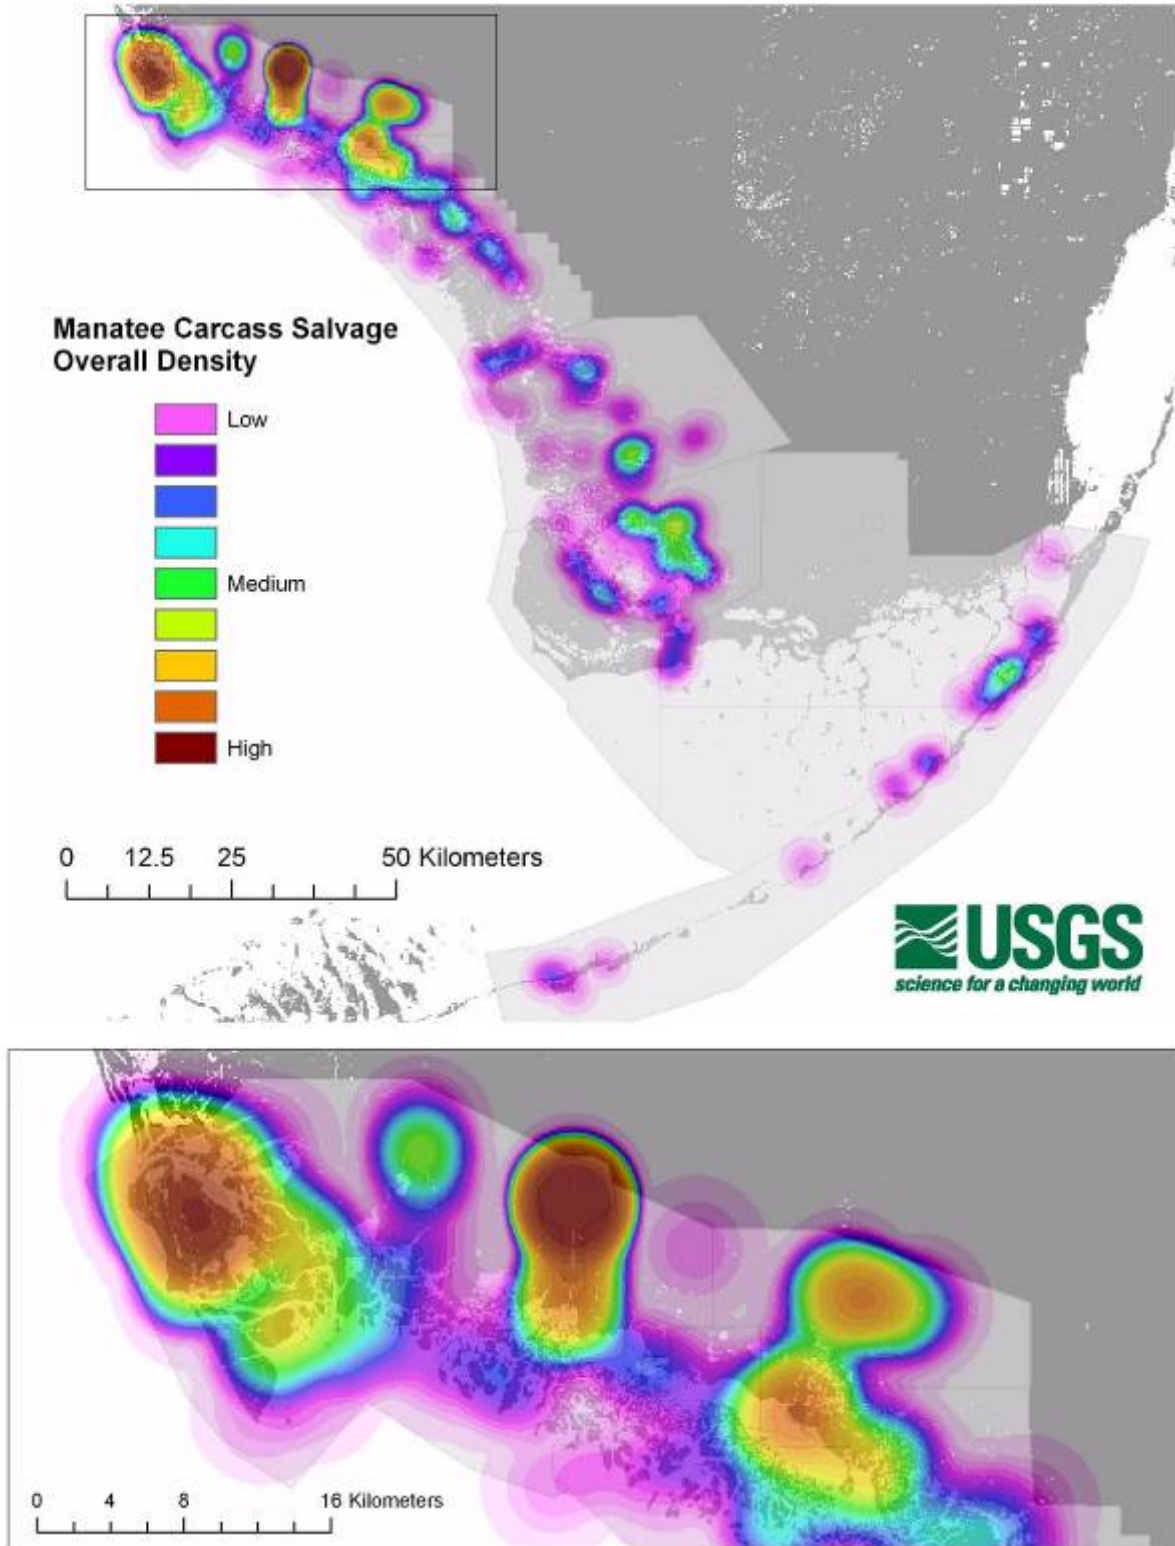 Manatee Carcass Salvage
Overall Density
Low
Medium
High
0 12.5 25 50 Kilometers
USGS
science for a changing world
0 4 8 16 Kilometers